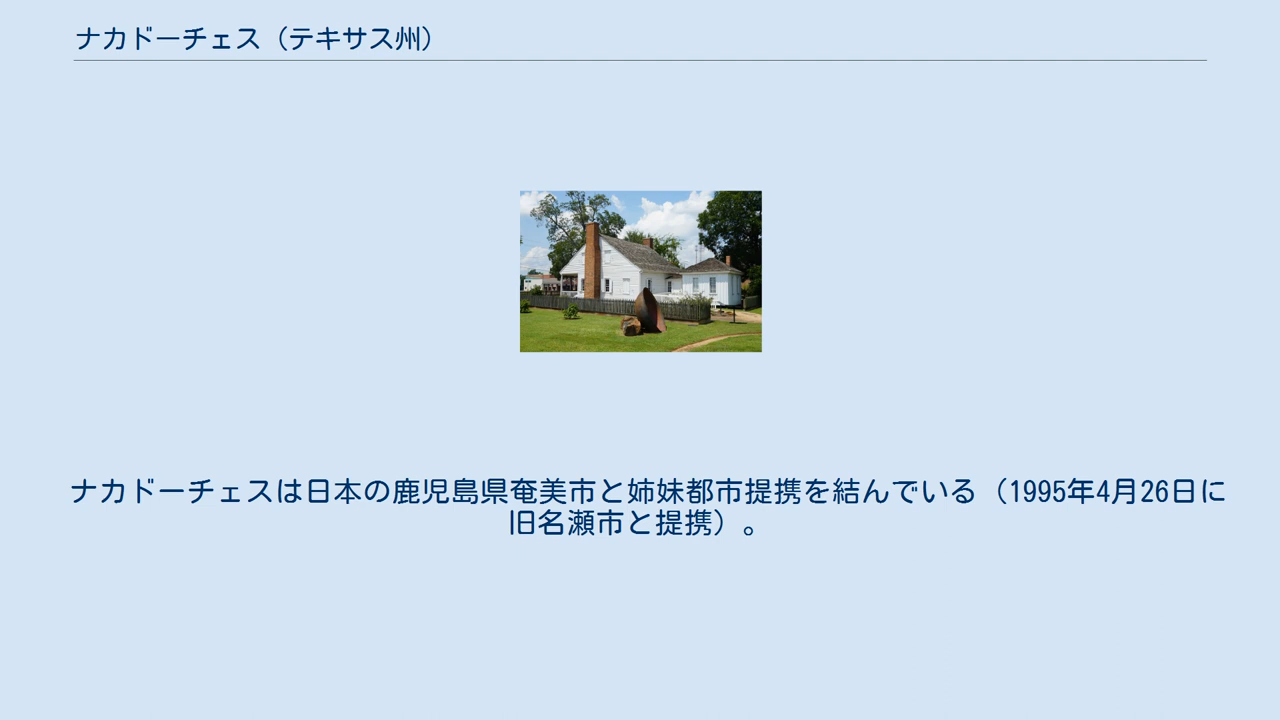 ナカドーチェス（テキサス州）
ナカドーチェスは日本の鹿児島県奄美市と姉妹都市提携を結んでいる（1995年4月26日に
旧名瀬市と提携）。